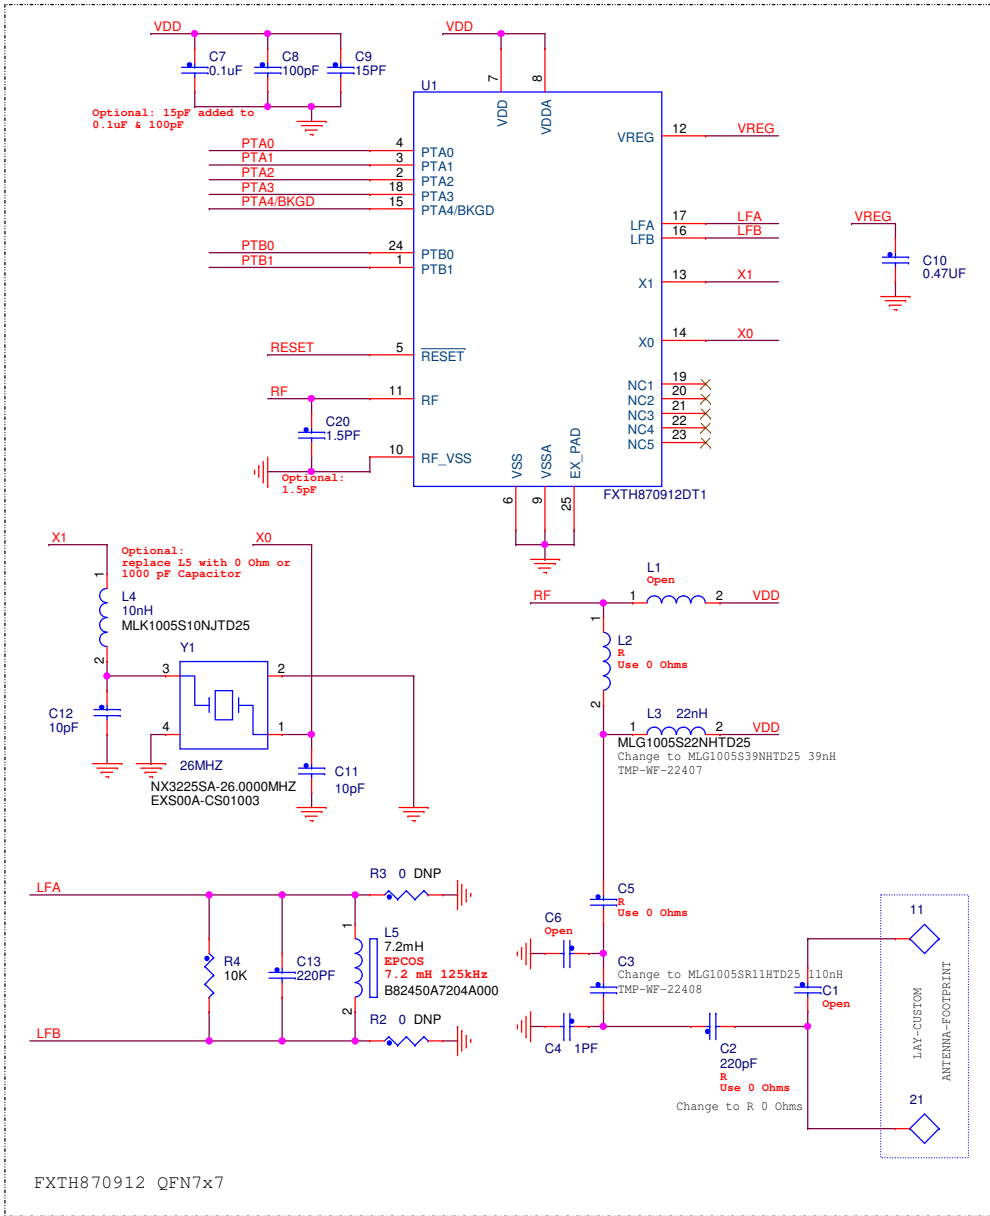 VDD
C7
0.1uF
C8
100pF
C9
15PF
Optional: 15pF added to
0.1uF & 100pF
VDD
7
8
U1
VDD
VDDA
PTA0 4 PTA0
PTA1 3 PTA1
PTA2 2 PTA2
PTA3 18 PTA3
PTA4/BKGD 15 PTA4/BKGD
PTB0 24 PTB0
PTB1 1 PTB1
RESET 5 RESET
RF 11 RF
C20
1.5PF
10 RF_VSS
Optional:
1.5pF
VREG 12 VREG
LFA 17 LFA
LFB 16 LFB
X1 13 X1
X0 14 X0
NC1 19
NC2 20
NC3 21
NC4 22
NC5 23
VSS
VSSA
EX_PAD
6
9
25
FXTH870912DT1
VREG
C10
0.47UF
X1
X0
Optional:
replace L5 with 0 Ohm or
1000 pF Capacitor
1
L4
10nH
MLK1005S10NJTD25
2
Y1
3
2
4
1
C12
10pF
26MHZ
NX3225SA-26.0000MHZ
EXS00A-CS01003
C11
10pF
RF
L1
Open
1
2
VDD
1
L2
R
Use 0 Ohms
2
L3 22nH
1
2
VDD
MLG1005S22NHTD25
Change to MLG1005S39NHTD25 39nH
TMP-WF-22407
LFA
R3 0 DNP
R4
10K
C13
220PF
1
L5
7.2mH
EPCOS
7.2 mH 125kHz
B82450A7204A000
2
LFB
R2 0 DNP
C5
R
Use 0 Ohms
C6
Open
C3
Change to MLG1005SR11HTD25 110nH
TMP-WF-22408
C4 1PF
C2
220pF
R
Use 0 Ohms
Change to R 0 Ohms
C1
Open
11
21
LAY-CUSTOM
ANTENNA-FOOTPRINT
FXTH870912 QFN7x7